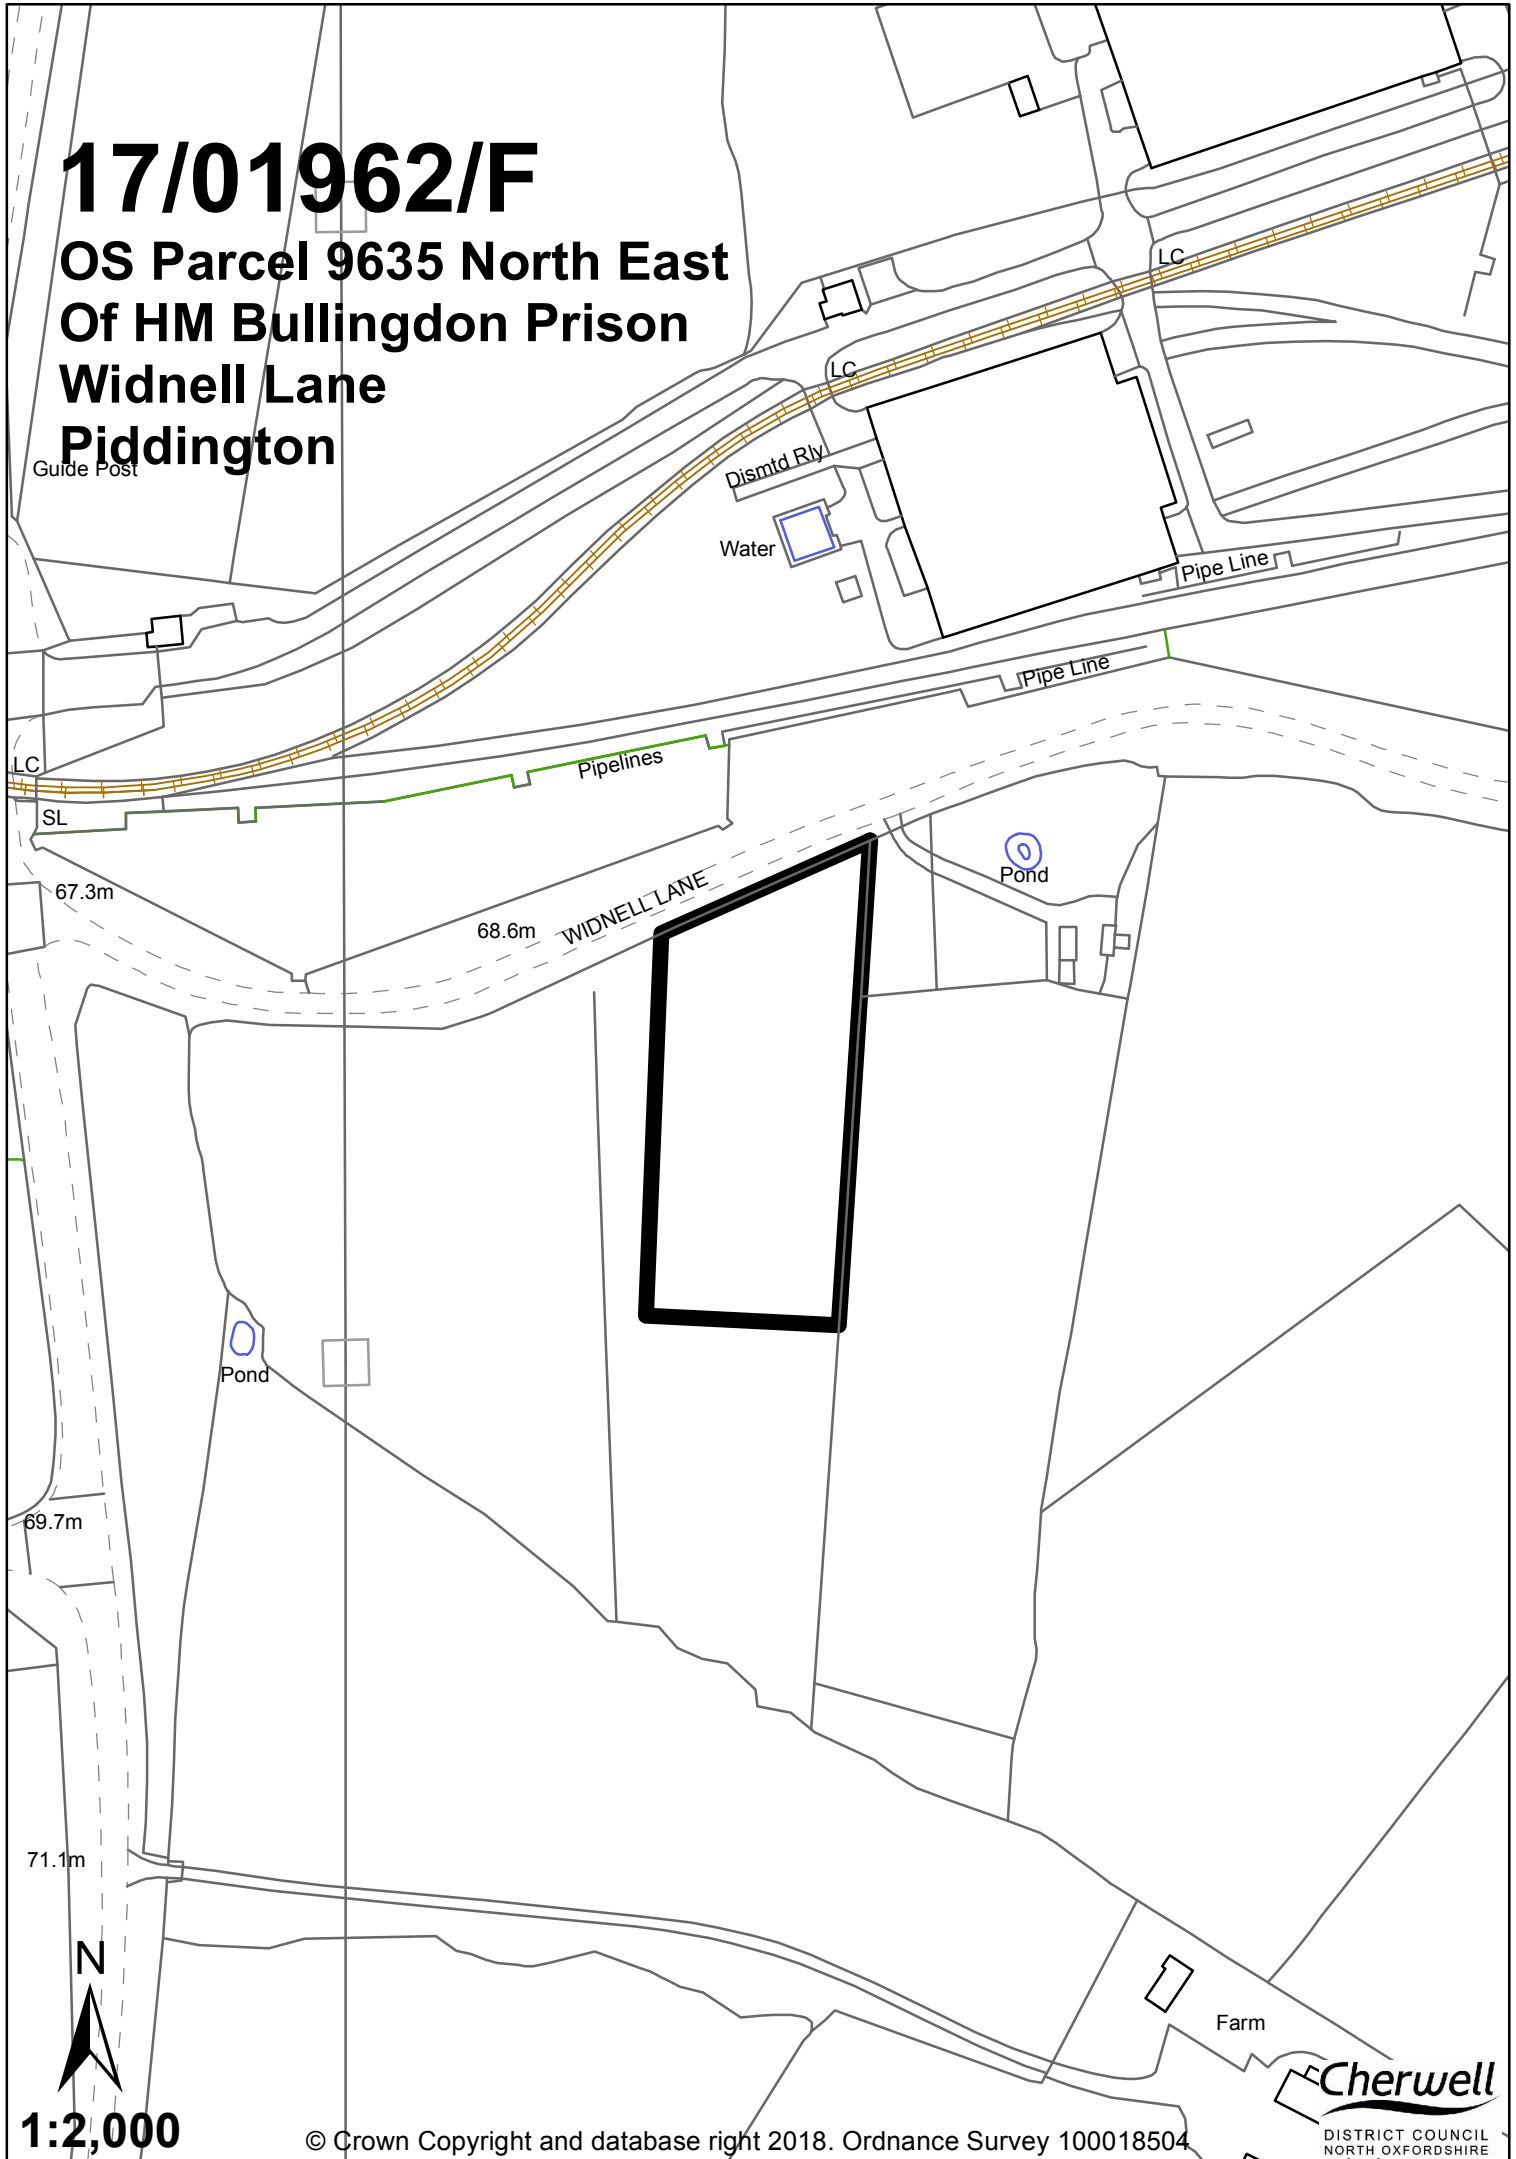 17/01962/F
OS Parcel 9635 North East
Of HM Bullingdon Prison
Widnell Lane
Piddington
Guide Post
LC
LC
Dismtd Rly
Water
Pipe Line
Pipe Line
Pipelines
LC
SL
67.3m
68.6m
WIDNELL LANE
Pond
Pond
69.7m
71.1m
N
Farm
1:2,000
© Crown Copyright and database right 2018. Ordnance Survey 100018504
Cherwell
DISTRICT COUNCIL
NORTH OXFORDSHIRE